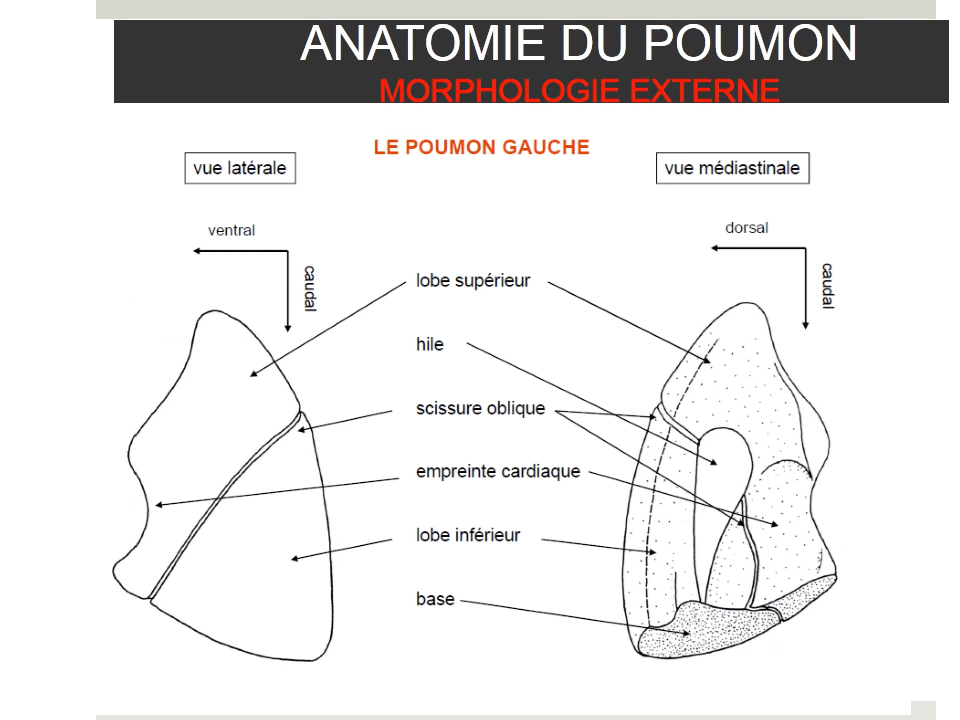 ANATOMIE DU POUMON
MORPHOLOGIE EXTERNE
LE POUMON GAUCHE
vue latérale
vue médiastinale
ventral
caudal
dorsal
caudal
lobe supérieur
hile
scissure oblique
empreinte cardiaque
lobe inférieur
base